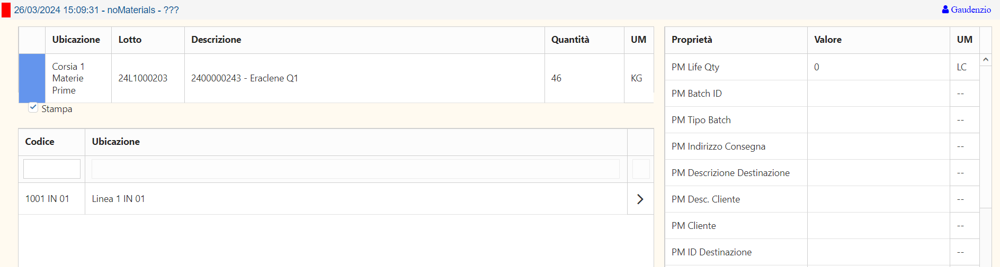 26/03/2024 15:09:31 - noMaterials - ???
Gaudenzio
Ubicazione Lotto Descrizione Quantità UM
Corsia 1
Materie
Prime
24L1000203 2400000243 - Eraclene Q1 46 KG
Stampa
Codice Ubicazione
1001 IN 01 Linea 1 IN 01
Proprietà Valore UM
PM Life Qty 0 LC
PM Batch ID --
PM Tipo Batch --
PM Indirizzo Consegna --
PM Descrizione Destinazione --
PM Desc. Cliente --
PM Cliente --
PM ID Destinazione --